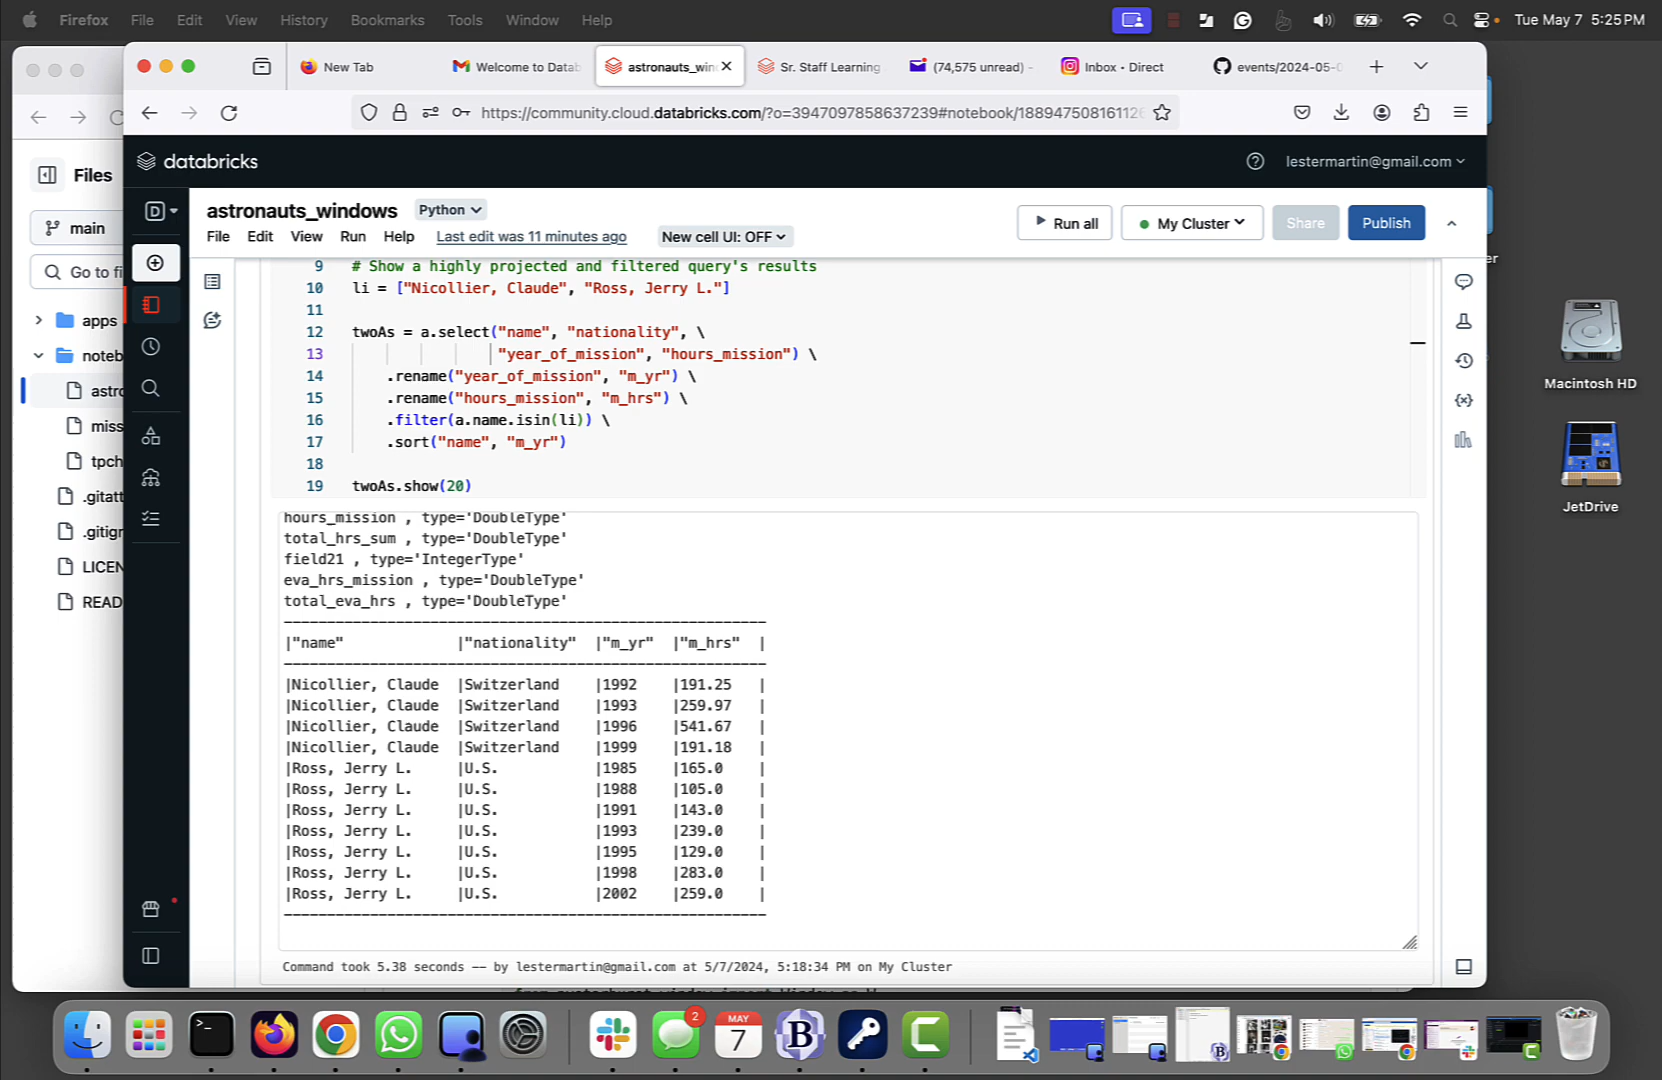 Firefox File Edit View History Bookmarks Tools Window Help Tue May 7 5:25 PM
New Tab Welcome to Datab astronauts_win Sr. Staff Learning (74,575 unread) - Inbox • Direct events/2024-05-0
https://community.cloud.databricks.com/?o=3947097858637239#notebook/188947508161126
databricks
lestermartin@gmail.com
Files
main
Go to fi
apps
noteb
astro
miss
tpch
.gitatt
.gitigr
LICEN
READ
D
astronauts_windows Python
File Edit View Run Help Last edit was 11 minutes ago New cell UI: OFF
Run all My Cluster Share Publish
9 # Show a highly projected and filtered query's results
10 li = ["Nicollier, Claude", "Ross, Jerry L."]
11
12 twoAs = a.select("name", "nationality", \
13 "year_of_mission", "hours_mission") \
14 .rename("year_of_mission", "m_yr") \
15 .rename("hours_mission", "m_hrs") \
16 .filter(a.name.isin(li)) \
17 .sort("name", "m_yr")
18
19 twoAs.show(20)
hours_mission , type='DoubleType'
total_hrs_sum , type='DoubleType'
field21 , type='IntegerType'
eva_hrs_mission , type='DoubleType'
total_eva_hrs , type='DoubleType'
--------------------------------------------------------
|"name" |"nationality" |"m_yr" |"m_hrs" |
--------------------------------------------------------
|Nicollier, Claude |Switzerland |1992 |191.25 |
|Nicollier, Claude |Switzerland |1993 |259.97 |
|Nicollier, Claude |Switzerland |1996 |541.67 |
|Nicollier, Claude |Switzerland |1999 |191.18 |
|Ross, Jerry L. |U.S. |1985 |165.0 |
|Ross, Jerry L. |U.S. |1988 |105.0 |
|Ross, Jerry L. |U.S. |1991 |143.0 |
|Ross, Jerry L. |U.S. |1993 |239.0 |
|Ross, Jerry L. |U.S. |1995 |129.0 |
|Ross, Jerry L. |U.S. |1998 |283.0 |
|Ross, Jerry L. |U.S. |2002 |259.0 |
--------------------------------------------------------
Command took 5.38 seconds -- by lestermartin@gmail.com at 5/7/2024, 5:18:34 PM on My Cluster
er
Macintosh HD
JetDrive
2
MAY
7
B
C